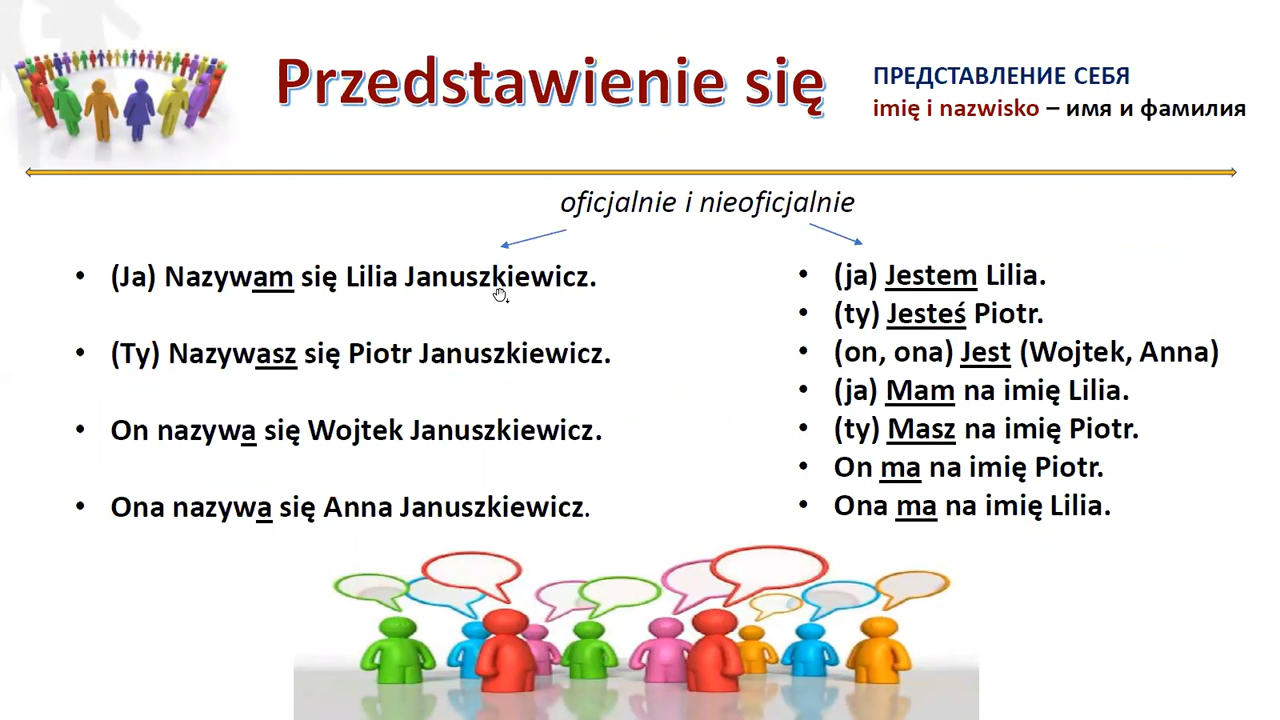 Przedstawienie się
ПРЕДСТАВЛЕНИЕ СЕБЯ
imię i nazwisko – имя и фамилия
oficjalnie i nieoficjalnie
• (Ja) Nazywam się Lilia Januszkiewicz.
• (Ty) Nazywasz się Piotr Januszkiewicz.
• On nazywa się Wojtek Januszkiewicz.
• Ona nazywa się Anna Januszkiewicz.
• (ja) Jestem Lilia.
• (ty) Jesteś Piotr.
• (on, ona) Jest (Wojtek, Anna)
• (ja) Mam na imię Lilia.
• (ty) Masz na imię Piotr.
• On ma na imię Piotr.
• Ona ma na imię Lilia.